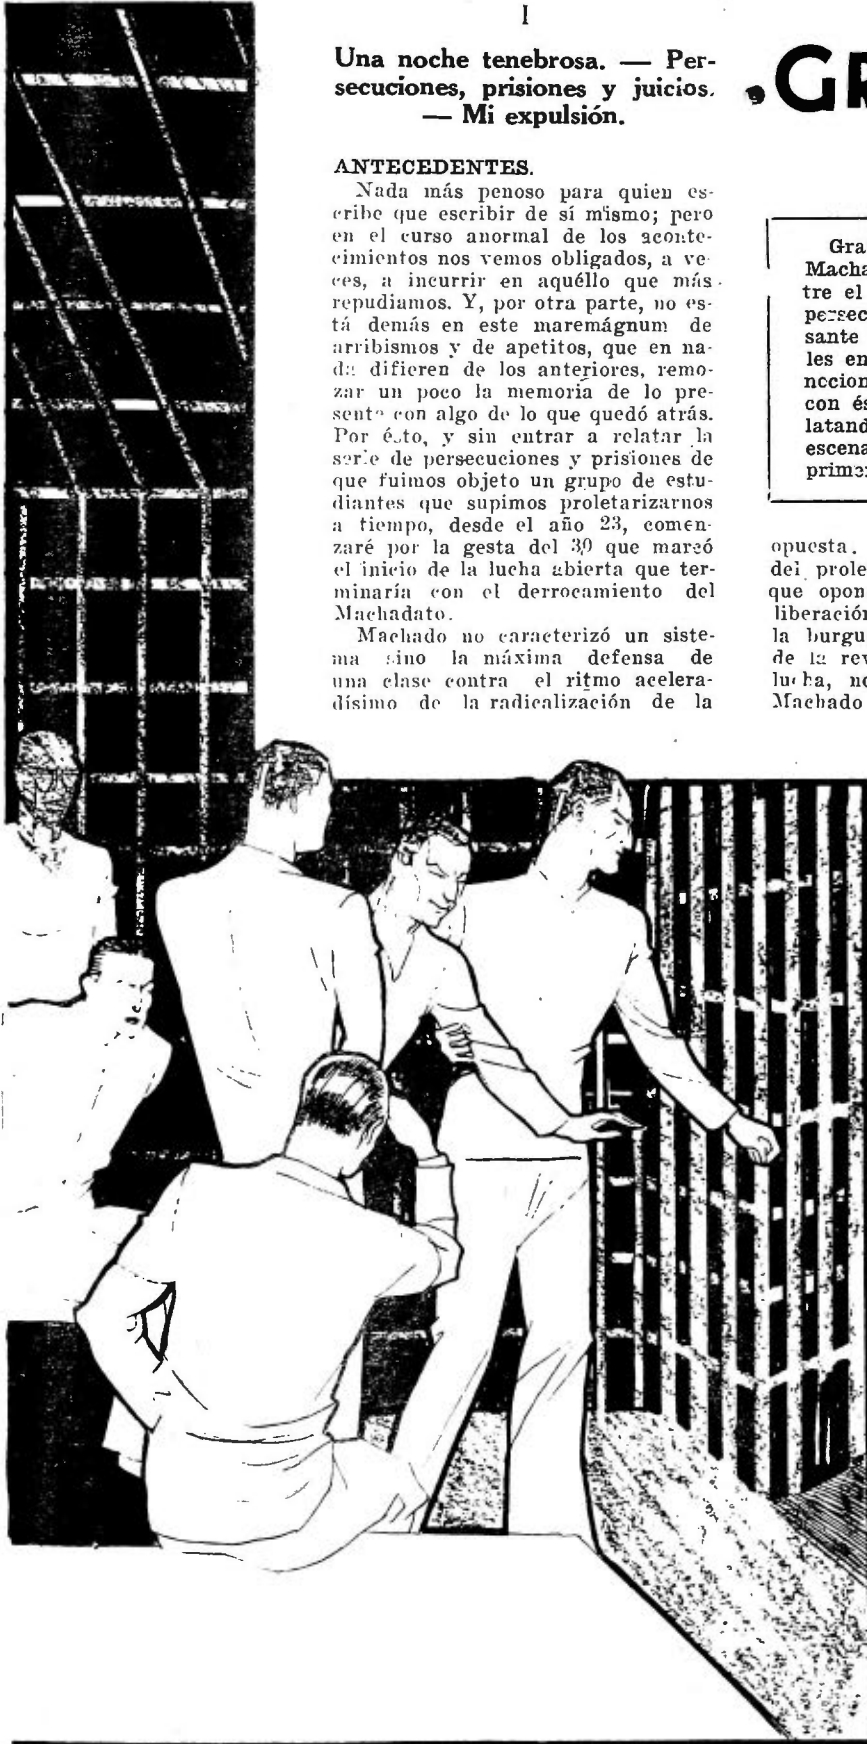 I
Una noche tenebrosa. — Per-
secuciones, prisiones y juicios.
— Mi expulsión.
ANTECEDENTES.
Nada más penoso para quien es-
cribe que escribir de sí mismo; pero
en el curso anormal de los aconte-
cimientos nos vemos obligados, a ve-
ces, a incurrir en aquéllo que más
repudiamos. Y, por otra parte, no es-
tá demás en este maremágnum de
arribismos y de apetitos, que en na-
da difieren de los anteriores, remo-
zar un poco la memoria de lo pre-
sente con algo de lo que quedó atrás.
Por ésto, y sin entrar a relatar la
serie de persecuciones y prisiones de
que fuimos objeto un grupo de estu-
diantes que supimos proletarizarnos
a tiempo, desde el año 23, comen-
zaré por la gesta del 30 que marcó
el inicio de la lucha abierta que ter-
minaría con el derrocamiento del
Machadato.
Machado no caracterizó un siste-
ma sino la máxima defensa de
una clase contra el ritmo acelera-
dísimo de la radicalización de la
.GR
Gra
Macha
tre el
persec
sante
les en
nccion
con és
latand
escena
primer
opuesta.
del prole
que opon
liberación
la burgu
de la rev
lucha, no
Machado